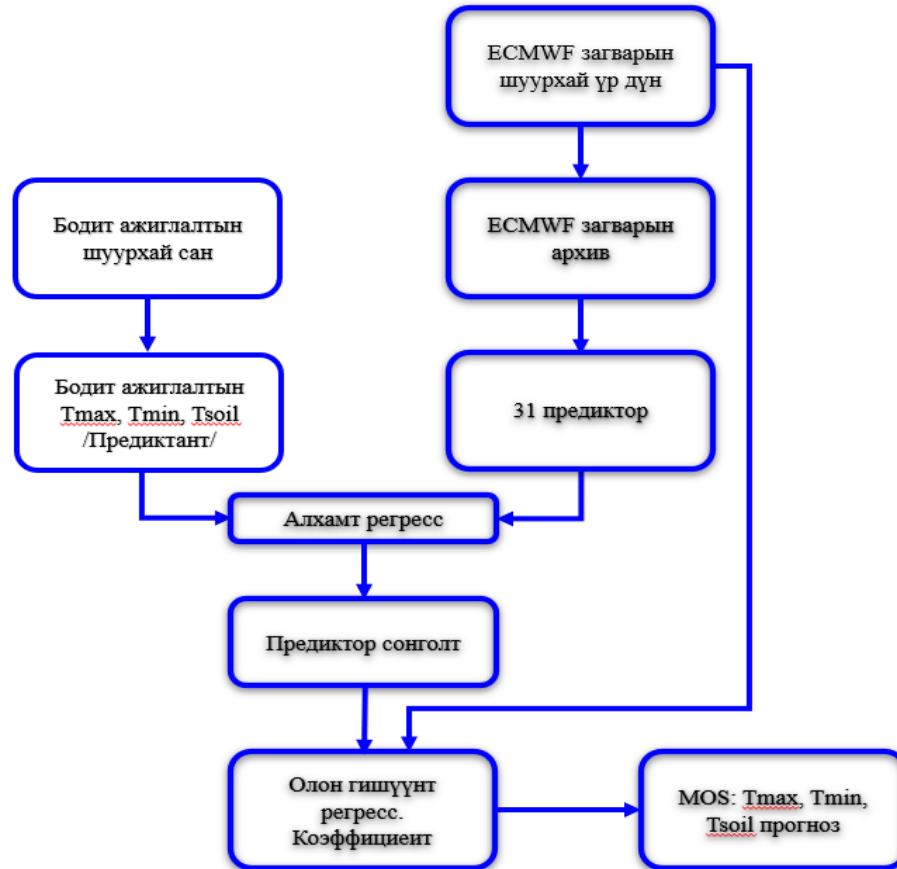 ECMWF загварын
шуурхай үр дүн
Бодит ажиглалтын
шуурхай сан
ECMWF загварын
архив
Бодит ажиглалтын
Tmax, Tmin, Tsoil
/Предиктант/
31 предиктор
Алхамт регресс
Предиктор сонголт
Олон гишүүнт
регресс.
Коэффициеит
MOS: Tmax, Tmin,
Tsoil прогноз